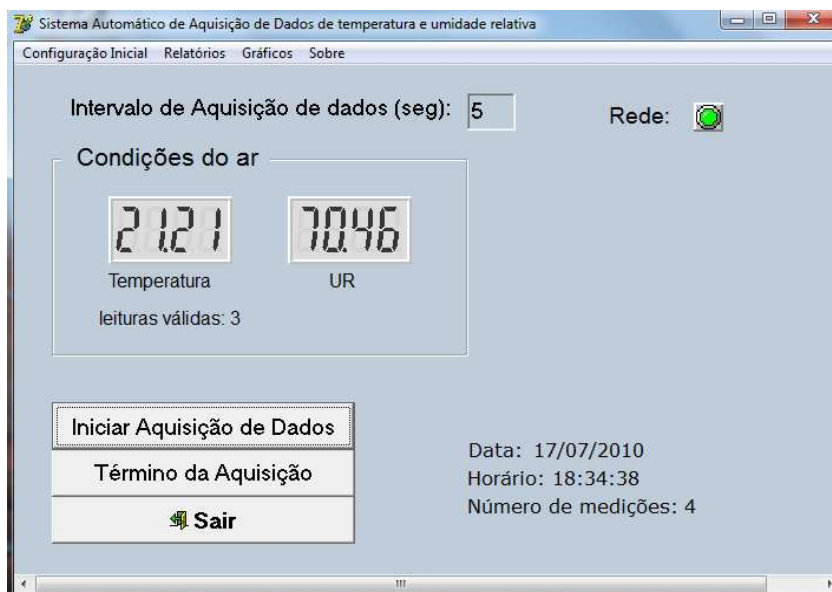 Sistema Automático de Aquisição de Dados de temperatura e umidade relativa
Configuração Inicial Relatórios Gráficos Sobre
Intervalo de Aquisição de dados (seg): 5 Rede:
Condições do ar
21.21 70.46
Temperatura UR
leituras válidas: 3
Iniciar Aquisição de Dados
Término da Aquisição
Sair
Data: 17/07/2010
Horário: 18:34:38
Número de medições: 4